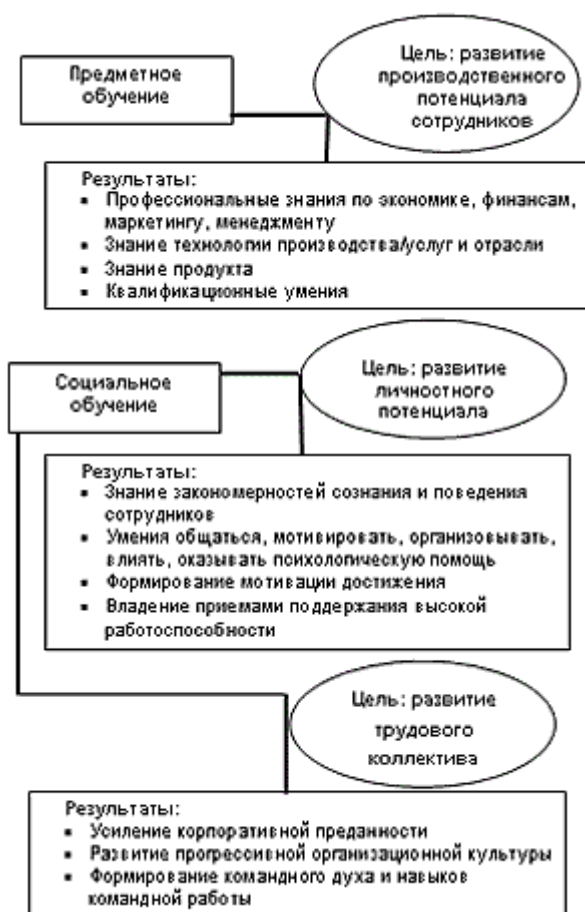 Предметное
обучение
Цель: развитие
производственного
потенциала
сотрудников
Результаты:
▪ Профессиональные знания по экономике, финансам,
маркетингу, менеджменту
▪ Знание технологии производства/услуг и отрасли
▪ Знание продукта
▪ Квалификационные умения
Социальное
обучение
Цель: развитие
личностного
потенциала
Результаты:
▪ Знание закономерностей сознания и поведения
сотрудников
▪ Умения общаться, мотивировать, организовывать,
влиять, оказывать психологическую помощь
▪ Формирование мотивации достижения
▪ Владение приемами поддержания высокой
работоспособности
Цель: развитие
трудового
коллектива
Результаты:
▪ Усиление корпоративной преданности
▪ Развитие прогрессивной организационной культуры
▪ Формирование командного духа и навыков
командной работы